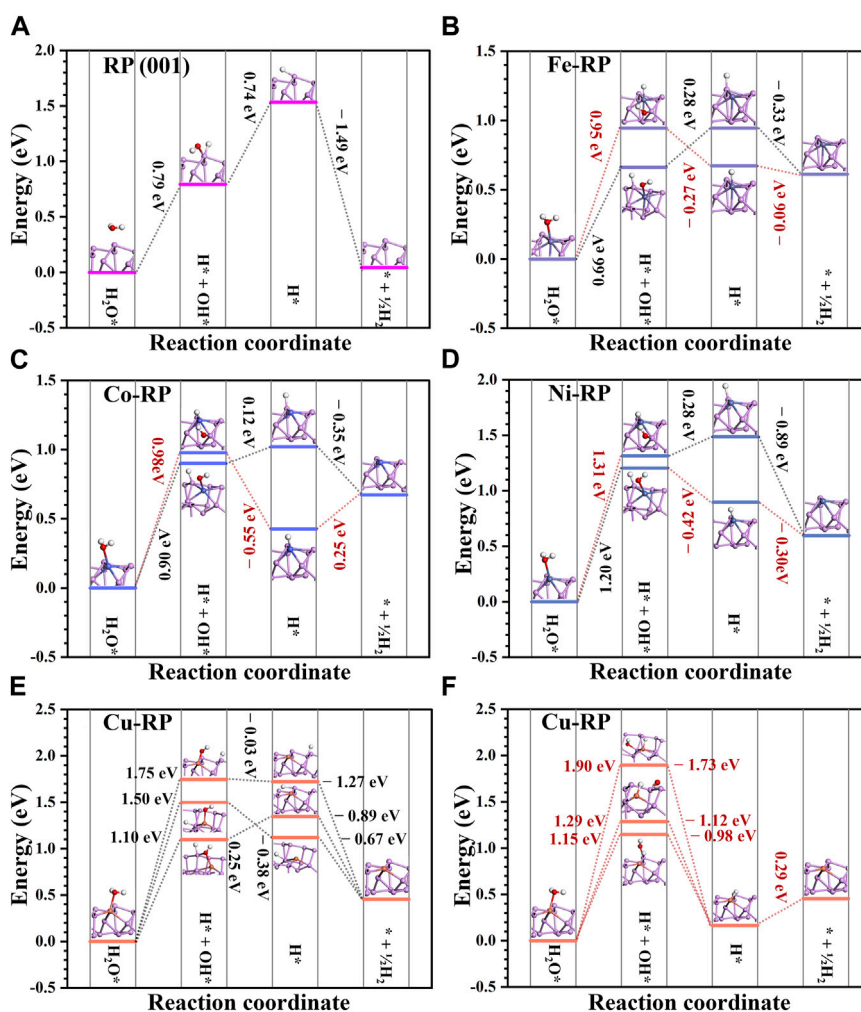 A
RP (001)
2.0
1.5
1.0
0.5
0.0
-0.5
Energy (eV)
0.79 eV
0.74 eV
− 1.49 eV
H₂O*
H* + OH*
H*
* + ½H₂
Reaction coordinate
B
Fe-RP
1.5
1.0
0.5
0.0
-0.5
Energy (eV)
0.95 eV
0.66 eV
0.28 eV
− 0.27 eV
− 0.33 eV
− 0.06 eV
H₂O*
H* + OH*
H*
* + ½H₂
Reaction coordinate
C
Co-RP
1.5
1.0
0.5
0.0
-0.5
Energy (eV)
0.98eV
0.90 eV
0.12 eV
− 0.55 eV
− 0.35 eV
0.25 eV
H₂O*
H* + OH*
H*
* + ½H₂
Reaction coordinate
D
Ni-RP
2.0
1.5
1.0
0.5
0.0
-0.5
Energy (eV)
1.31 eV
1.20 eV
0.28 eV
− 0.42 eV
− 0.89 eV
− 0.30eV
H₂O*
H* + OH*
H*
* + ½H₂
Reaction coordinate
E
Cu-RP
2.5
2.0
1.5
1.0
0.5
0.0
-0.5
Energy (eV)
1.75 eV
1.50 eV
1.10 eV
− 0.03 eV
0.25 eV
− 0.38 eV
− 1.27 eV
− 0.89 eV
− 0.67 eV
H₂O*
H* + OH*
H*
* + ½H₂
Reaction coordinate
F
Cu-RP
2.5
2.0
1.5
1.0
0.5
0.0
-0.5
Energy (eV)
1.90 eV
1.29 eV
1.15 eV
− 1.73 eV
− 1.12 eV
− 0.98 eV
0.29 eV
H₂O*
H* + OH*
H*
* + ½H₂
Reaction coordinate